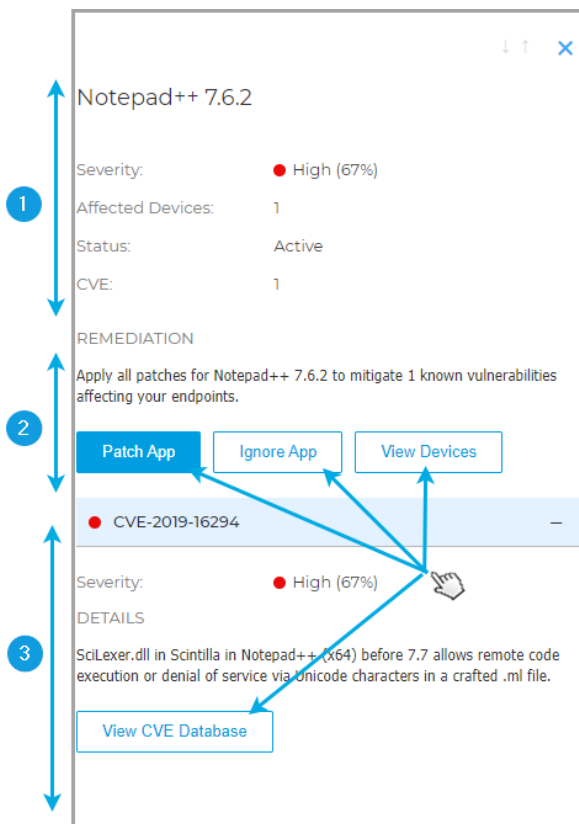 Notepad++ 7.6.2
1
Severity: High (67%)
Affected Devices: 1
Status: Active
CVE: 1
REMEDIATION
2
Apply all patches for Notepad++ 7.6.2 to mitigate 1 known vulnerabilities
affecting your endpoints.
Patch App Ignore App View Devices
CVE-2019-16294
3
Severity: High (67%)
DETAILS
SciLexer.dll in Scintilla in Notepad++ (x64) before 7.7 allows remote code
execution or denial of service via Unicode characters in a crafted .ml file.
View CVE Database